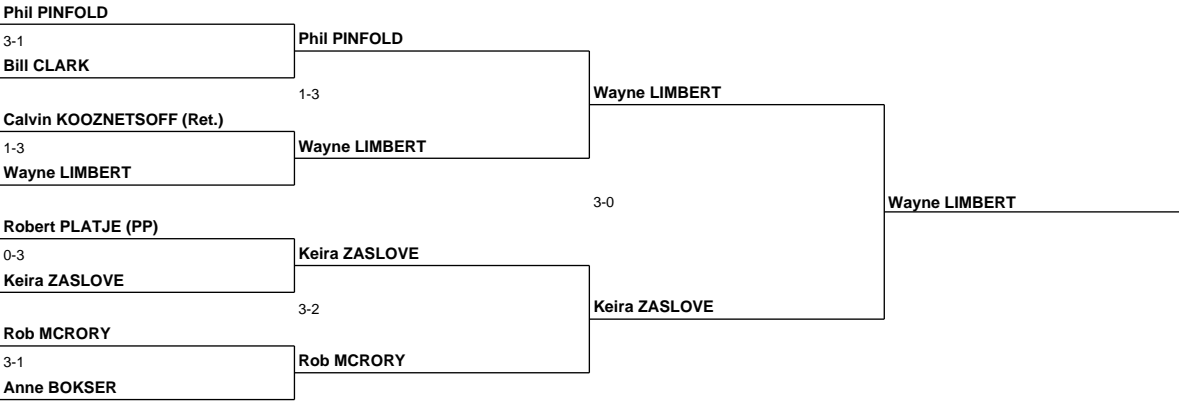 Phil PINFOLD
3-1
Bill CLARK
Calvin KOOZNETSOFF (Ret.)
1-3
Wayne LIMBERT
Robert PLATJE (PP)
0-3
Keira ZASLOVE
Rob MCRORY
3-1
Anne BOKSER
Phil PINFOLD
1-3
Wayne LIMBERT
Keira ZASLOVE
3-2
Rob MCRORY
Wayne LIMBERT
3-0
Keira ZASLOVE
Wayne LIMBERT